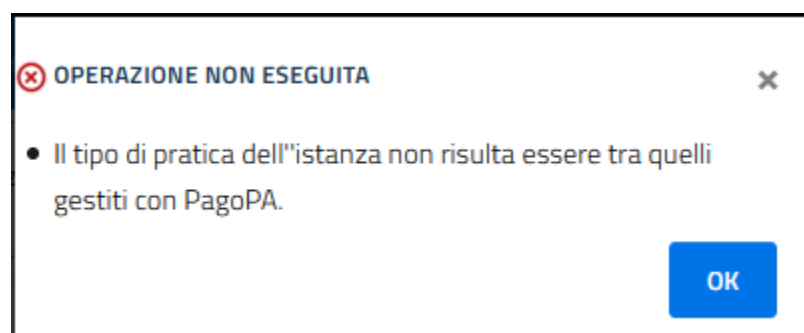 OPERAZIONE NON ESEGUITA
Il tipo di pratica dell''istanza non risulta essere tra quelli
gestiti con PagoPA.
OK